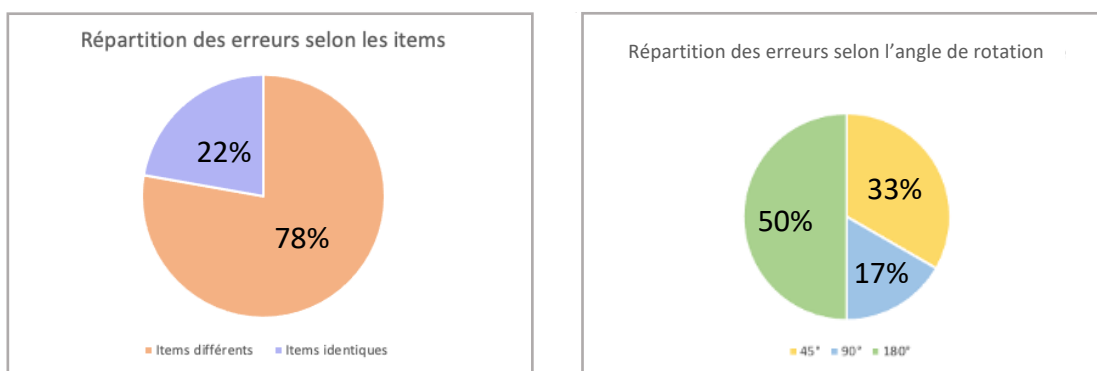 Répartition des erreurs selon les items
22%
78%
Items différents Items identiques
Répartition des erreurs selon l’angle de rotation
33%
50%
17%
45° 90° 180°